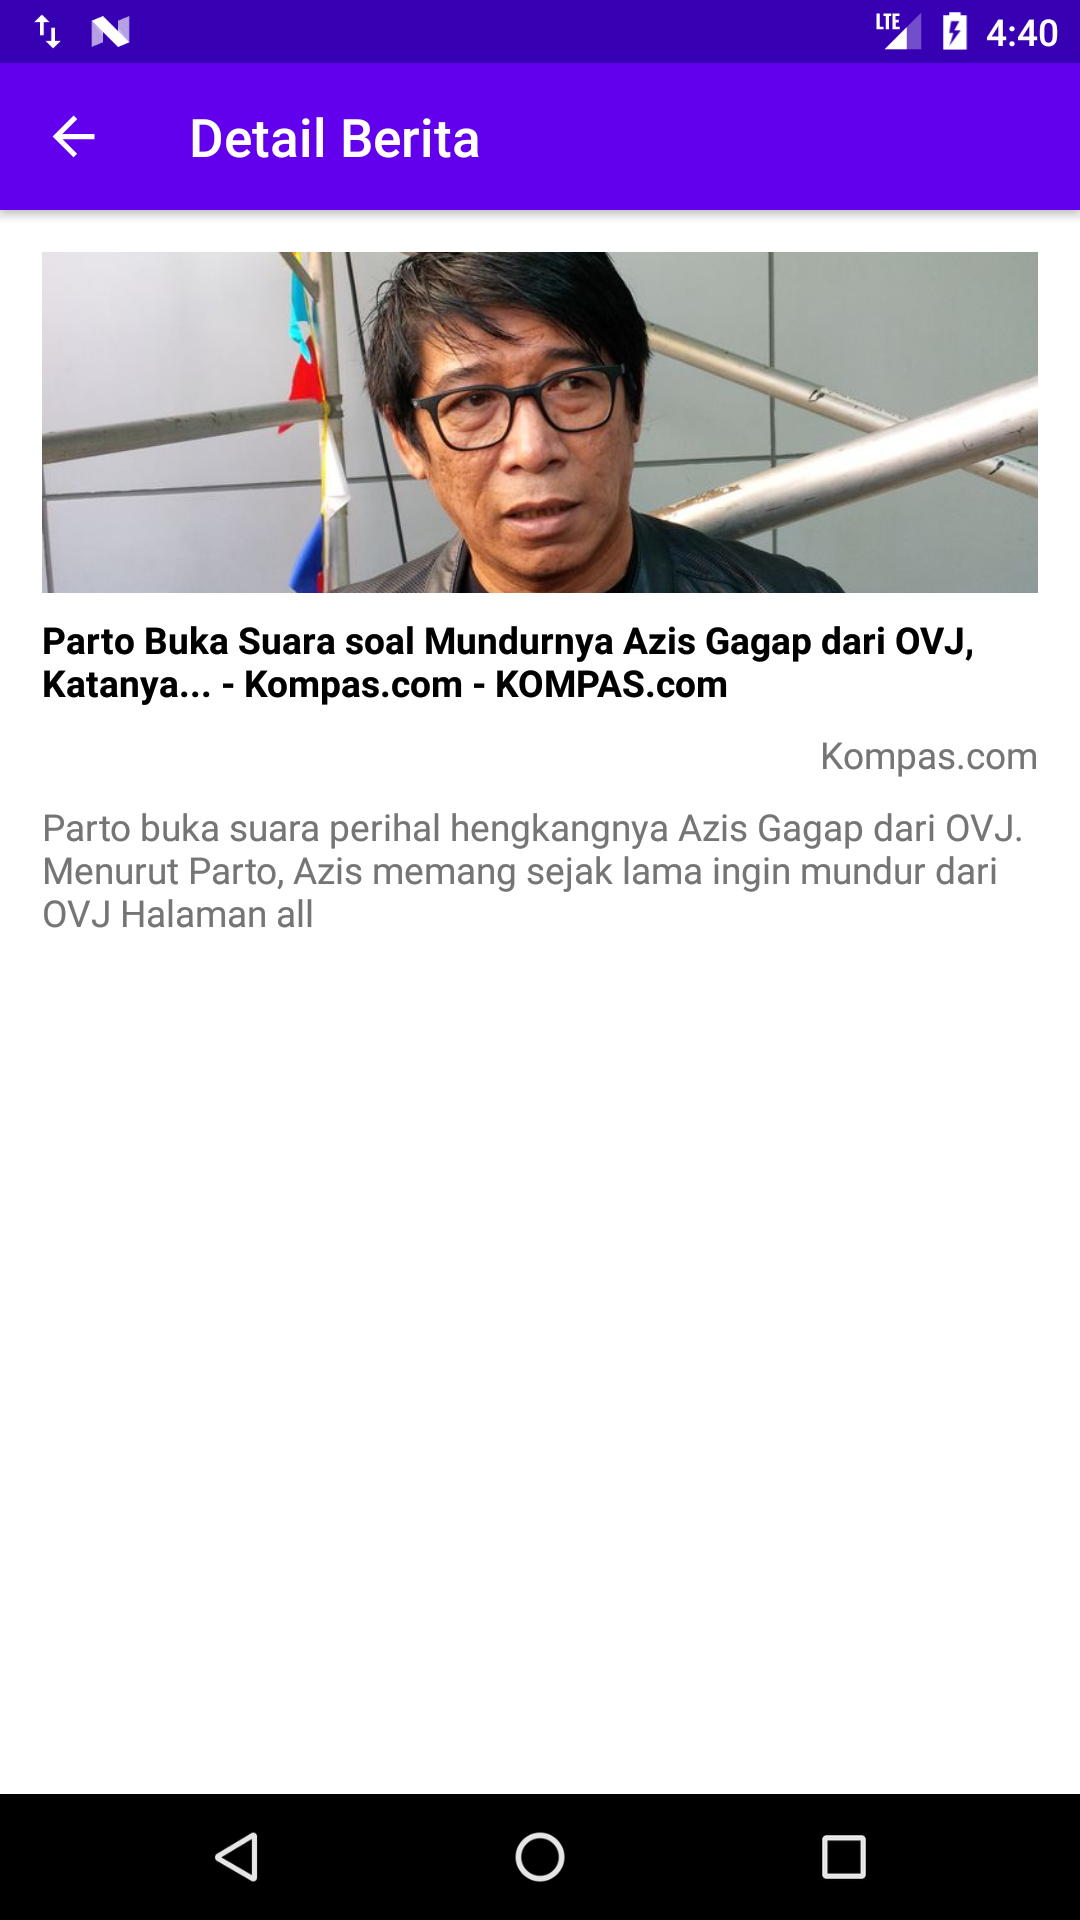 LTE 4:40
Detail Berita
Parto Buka Suara soal Mundurnya Azis Gagap dari OVJ,
Katanya... - Kompas.com - KOMPAS.com
Kompas.com
Parto buka suara perihal hengkangnya Azis Gagap dari OVJ.
Menurut Parto, Azis memang sejak lama ingin mundur dari
OVJ Halaman all